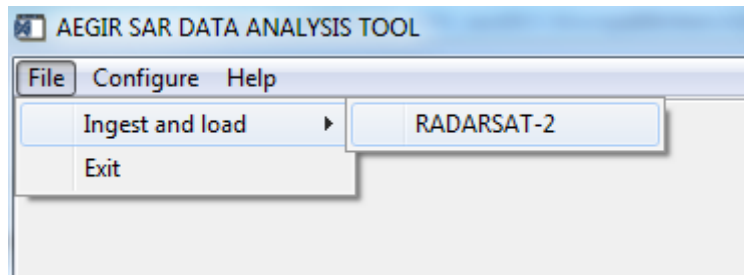 AEGIR SAR DATA ANALYSIS TOOL
File Configure Help
Ingest and load RADARSAT-2
Exit